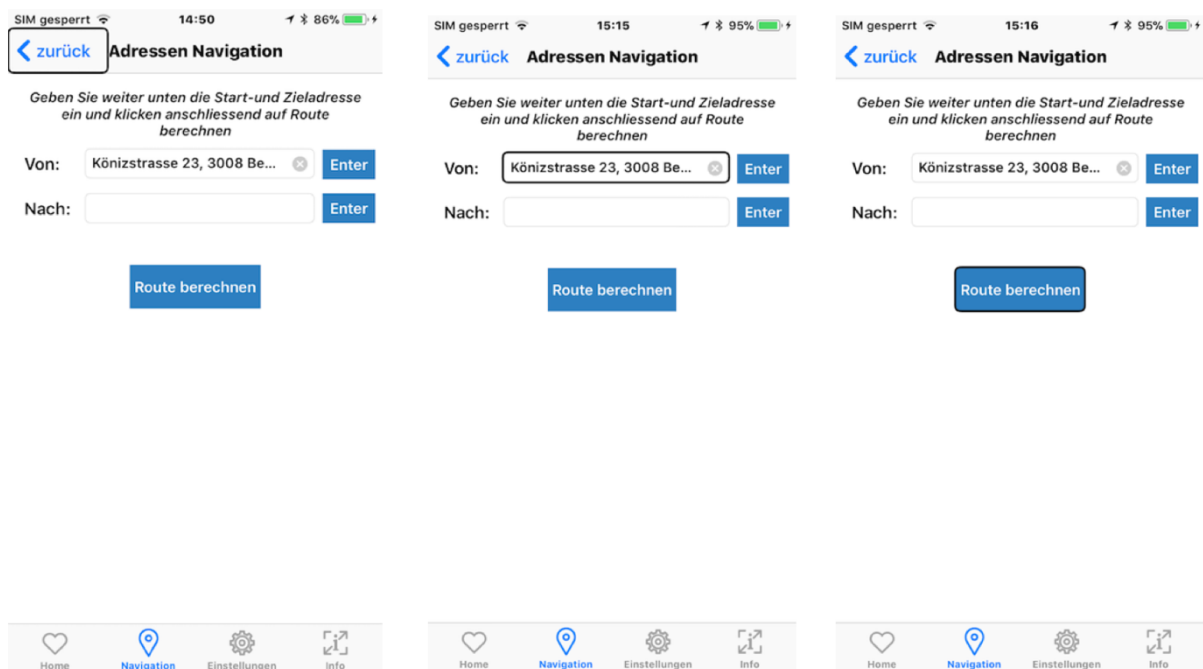 SIM gesperrt 14:50 86%
zurück Adressen Navigation
Geben Sie weiter unten die Start-und Zieladresse
ein und klicken anschliessend auf Route
berechnen
Von: Könizstrasse 23, 3008 Be... Enter
Nach: Enter
Route berechnen
Home Navigation Einstellungen Info
SIM gesperrt 15:15 95%
zurück Adressen Navigation
Geben Sie weiter unten die Start-und Zieladresse
ein und klicken anschliessend auf Route
berechnen
Von: Könizstrasse 23, 3008 Be... Enter
Nach: Enter
Route berechnen
Home Navigation Einstellungen Info
SIM gesperrt 15:16 95%
zurück Adressen Navigation
Geben Sie weiter unten die Start-und Zieladresse
ein und klicken anschliessend auf Route
berechnen
Von: Könizstrasse 23, 3008 Be... Enter
Nach: Enter
Route berechnen
Home Navigation Einstellungen Info